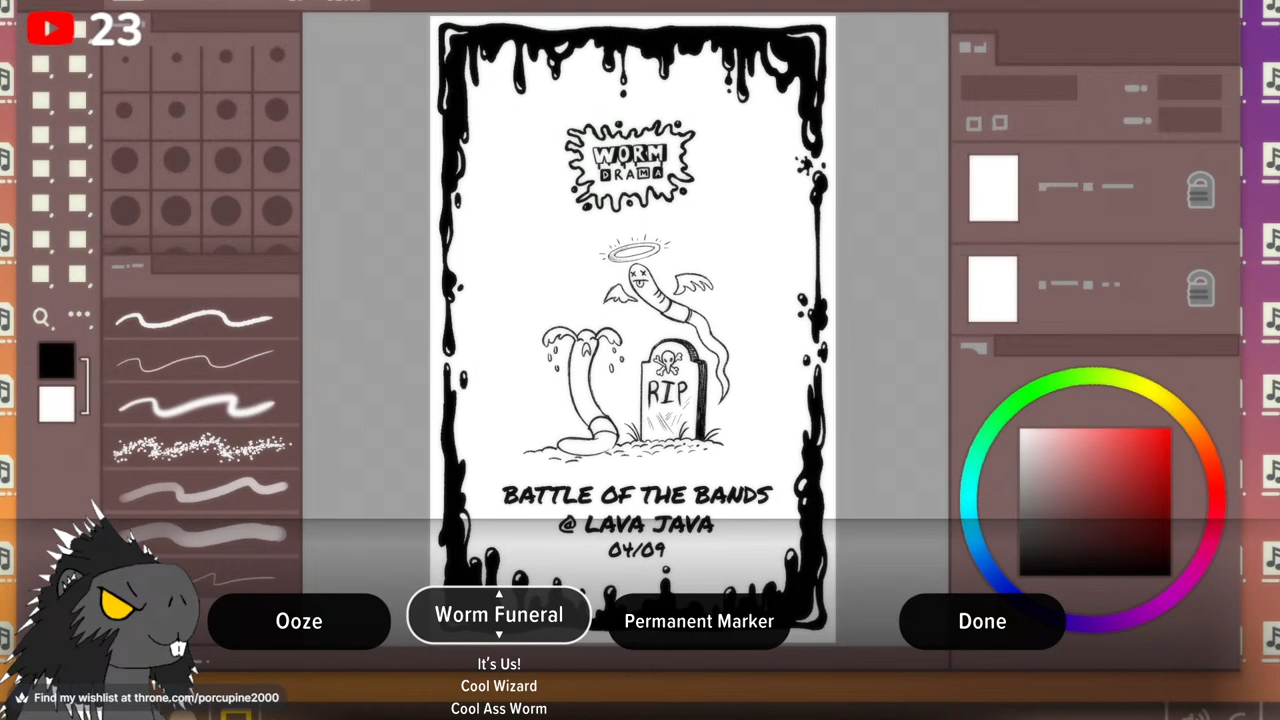 23
WORM
DRAMA
RIP
BATTLE OF THE BANDS
@ LAVA JAVA
04/09
Ooze
Worm Funeral
Permanent Marker
Done
It's Us!
Cool Wizard
Cool Ass Worm
Find my wishlist at throne.com/porcupine2000